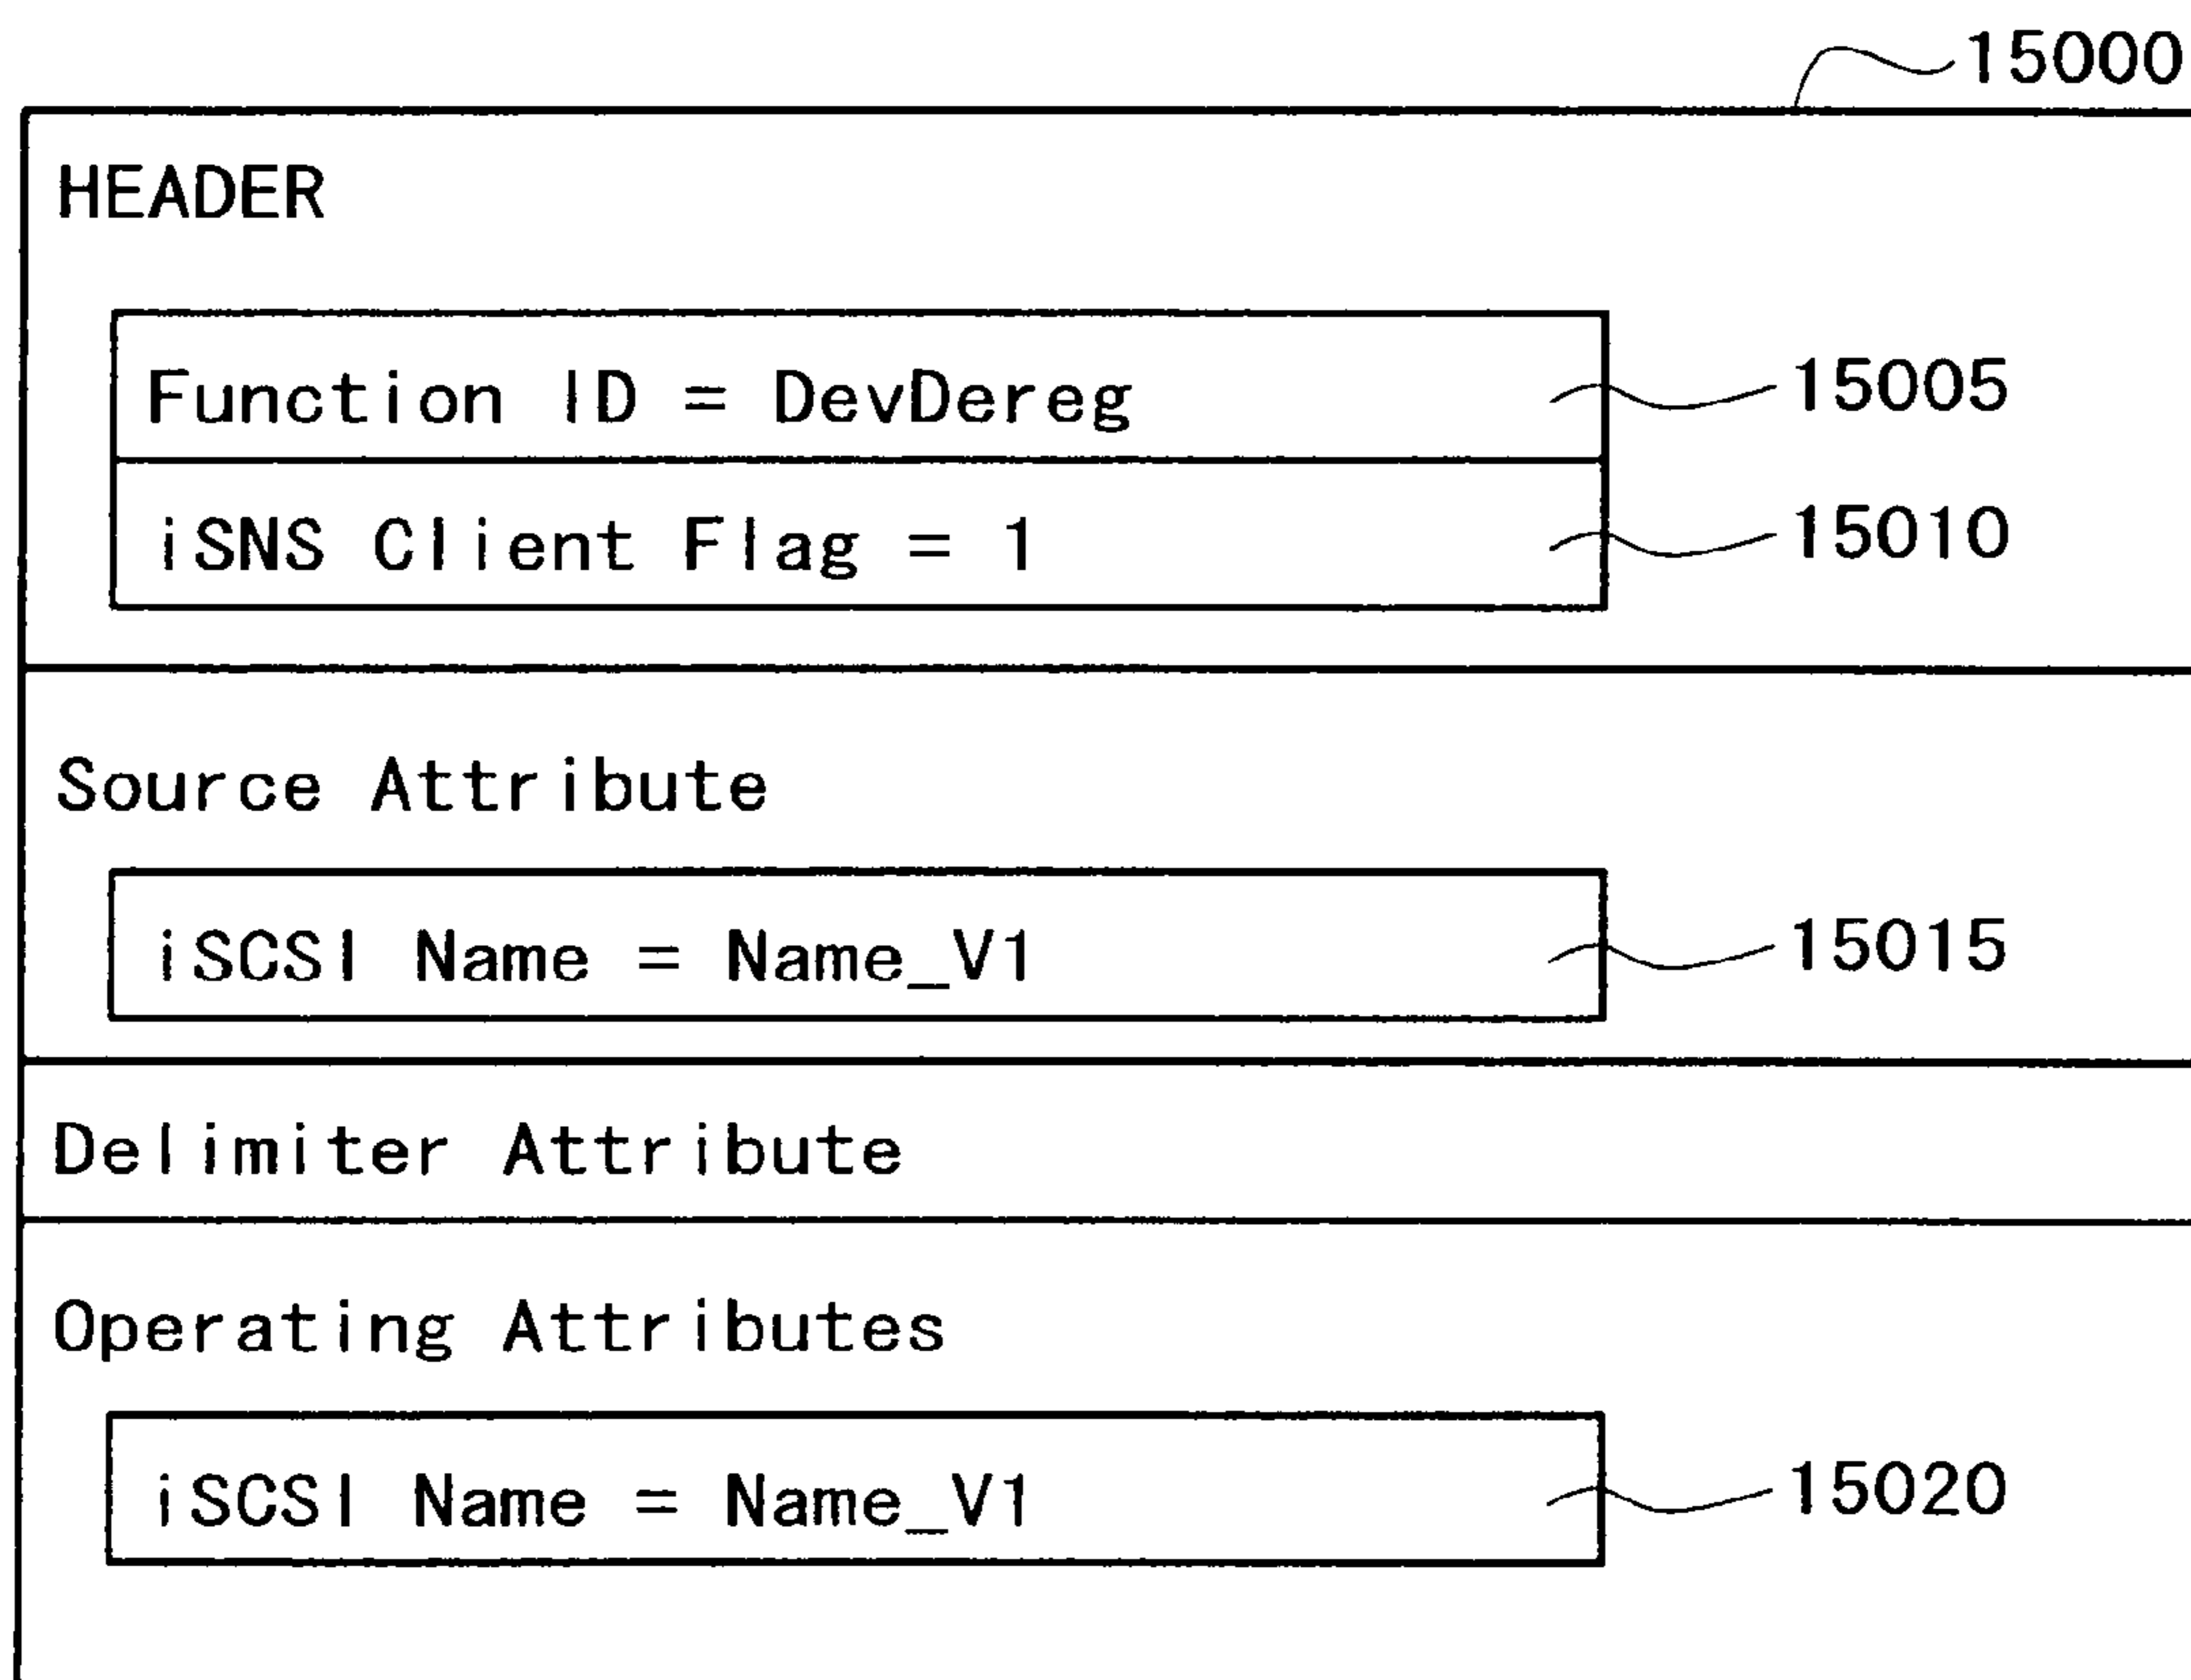 15000
HEADER
Function ID = DevDereg 15005
iSNS Client Flag = 1 15010
Source Attribute
iSCSI Name = Name_V1 15015
Delimiter Attribute
Operating Attributes
iSCSI Name = Name_V1 15020